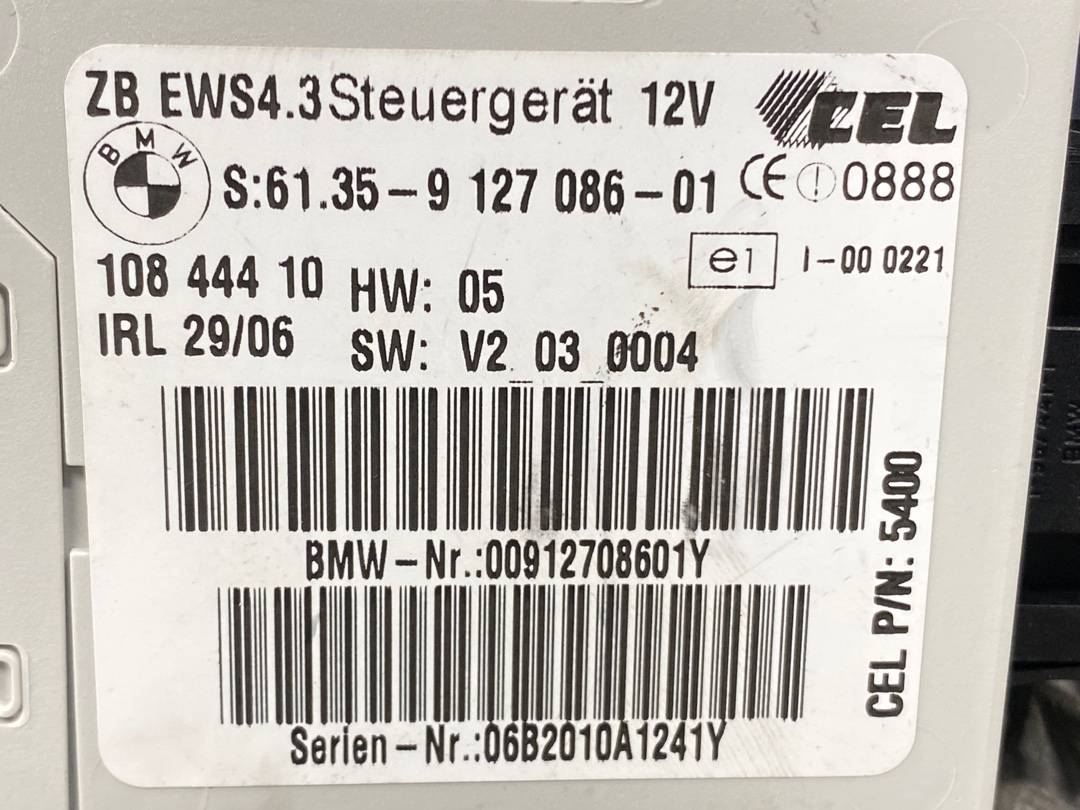 ZB EWS4.3 Steuergerät 12V
CEL
BMW
S:61.35-9 127 086-01
CE 0888
e1 I-00 0221
108 444 10
HW: 05
IRL 29/06
SW: V2_03_0004
BMW-Nr.:00912708601Y
Serien-Nr.:06B2010A1241Y
CEL P/N: 5400
BMW